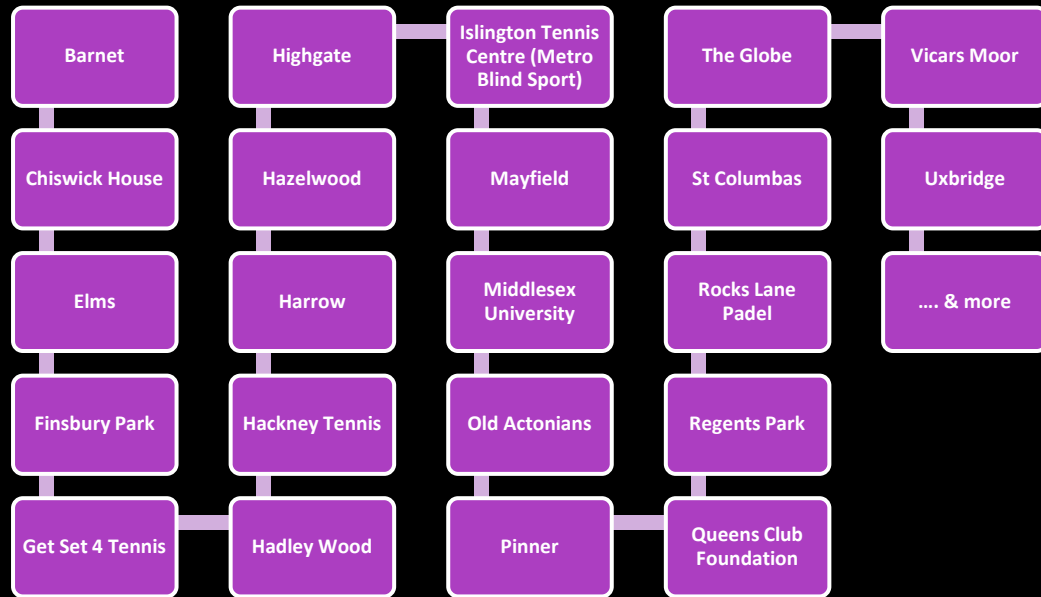 Barnet
Chiswick House
Elms
Finsbury Park
Get Set 4 Tennis
Hadley Wood
Hackney Tennis
Harrow
Hazelwood
Highgate
Islington Tennis
Centre (Metro
Blind Sport)
Mayfield
Middlesex
University
Old Actonians
Pinner
Queens Club
Foundation
Regents Park
Rocks Lane
Padel
St Columbas
The Globe
Vicars Moor
Uxbridge
…. & more